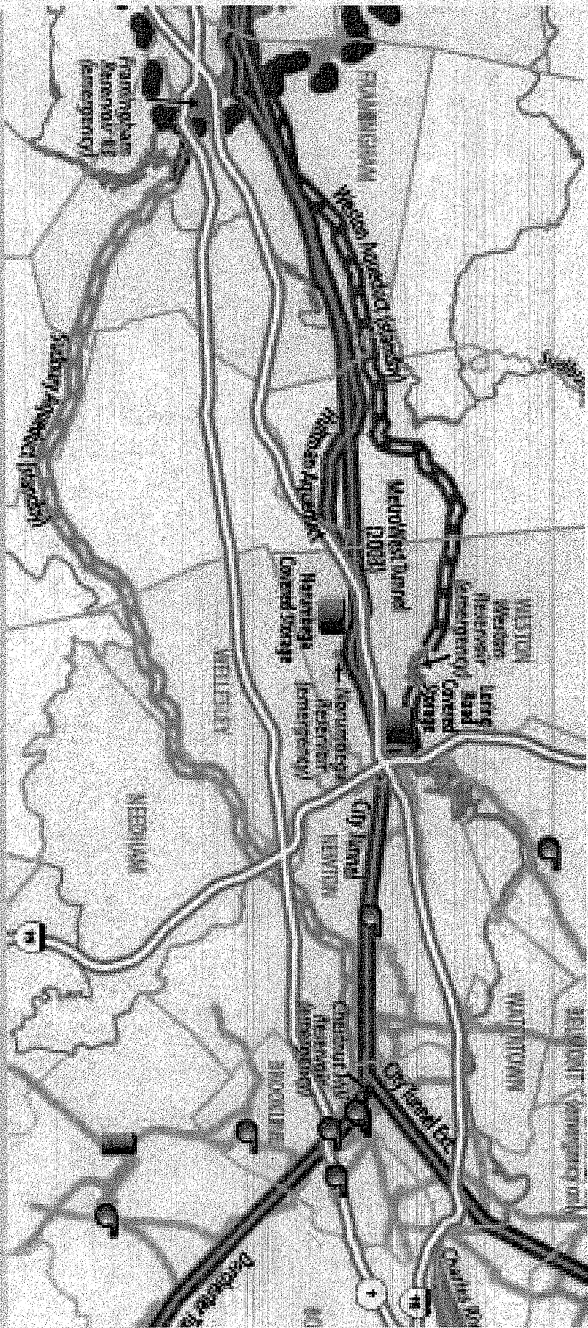 FRAMINGHAM
Framingham
Reservoir #3
(emergency)
Weston Aqueduct (standby)
Sudbury Aqueduct (standby)
Hultman Aqueduct
MetroWest Tunnel
(2003)
WESTON
Weston
Reservoir
(emergency)
Loring
Road
Covered
Storage
Norumbega
Covered Storage
Norumbega
Reservoir
(emergency)
WELLESLEY
NEEDHAM
NEWTON
City Tunnel
WATERTOWN
BELMONT
Chestnut Hill
Reservoir
(emergency)
BROOKLINE
City Tunnel Ext.
Charles
Dorchester